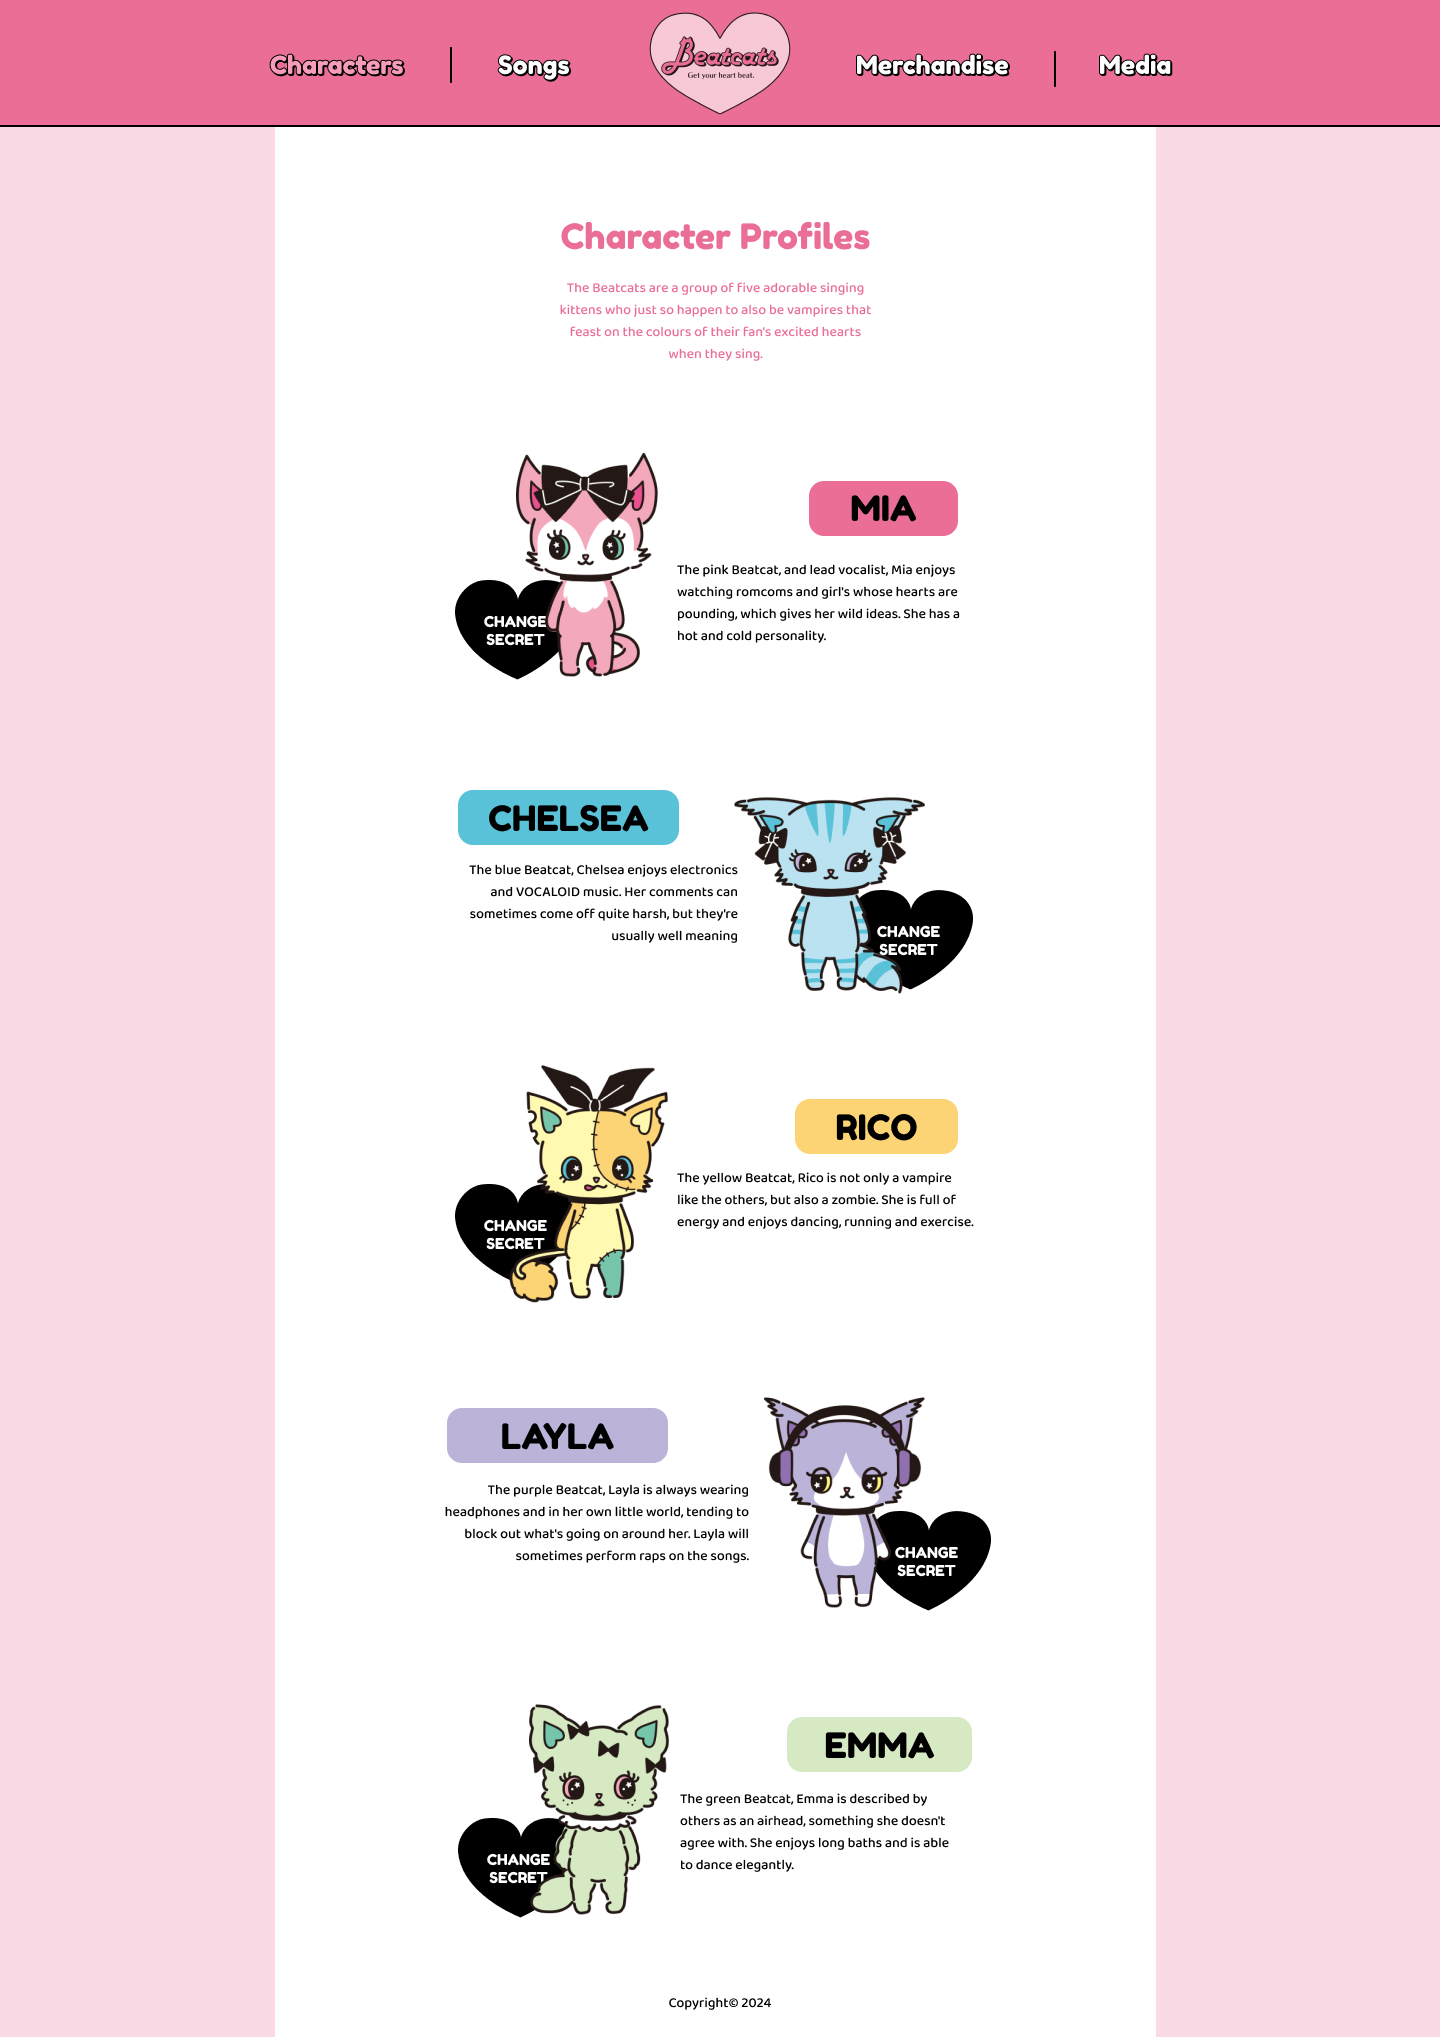 Characters
Songs
Beatcats
Get your heart beat.
Merchandise
Media
Character Profiles
The Beatcats are a group of five adorable singing
kittens who just so happen to also be vampires that
feast on the colours of their fan's excited hearts
when they sing.
MIA
The pink Beatcat, and lead vocalist, Mia enjoys
watching romcoms and girl's whose hearts are
pounding, which gives her wild ideas. She has a
hot and cold personality.
CHANGE
SECRET
CHELSEA
The blue Beatcat, Chelsea enjoys electronics
and VOCALOID music. Her comments can
sometimes come off quite harsh, but they're
usually well meaning
CHANGE
SECRET
RICO
The yellow Beatcat, Rico is not only a vampire
like the others, but also a zombie. She is full of
energy and enjoys dancing, running and exercise.
CHANGE
SECRET
LAYLA
The purple Beatcat, Layla is always wearing
headphones and in her own little world, tending to
block out what's going on around her. Layla will
sometimes perform raps on the songs.
CHANGE
SECRET
EMMA
The green Beatcat, Emma is described by
others as an airhead, something she doesn't
agree with. She enjoys long baths and is able
to dance elegantly.
CHANGE
SECRET
Copyright© 2024